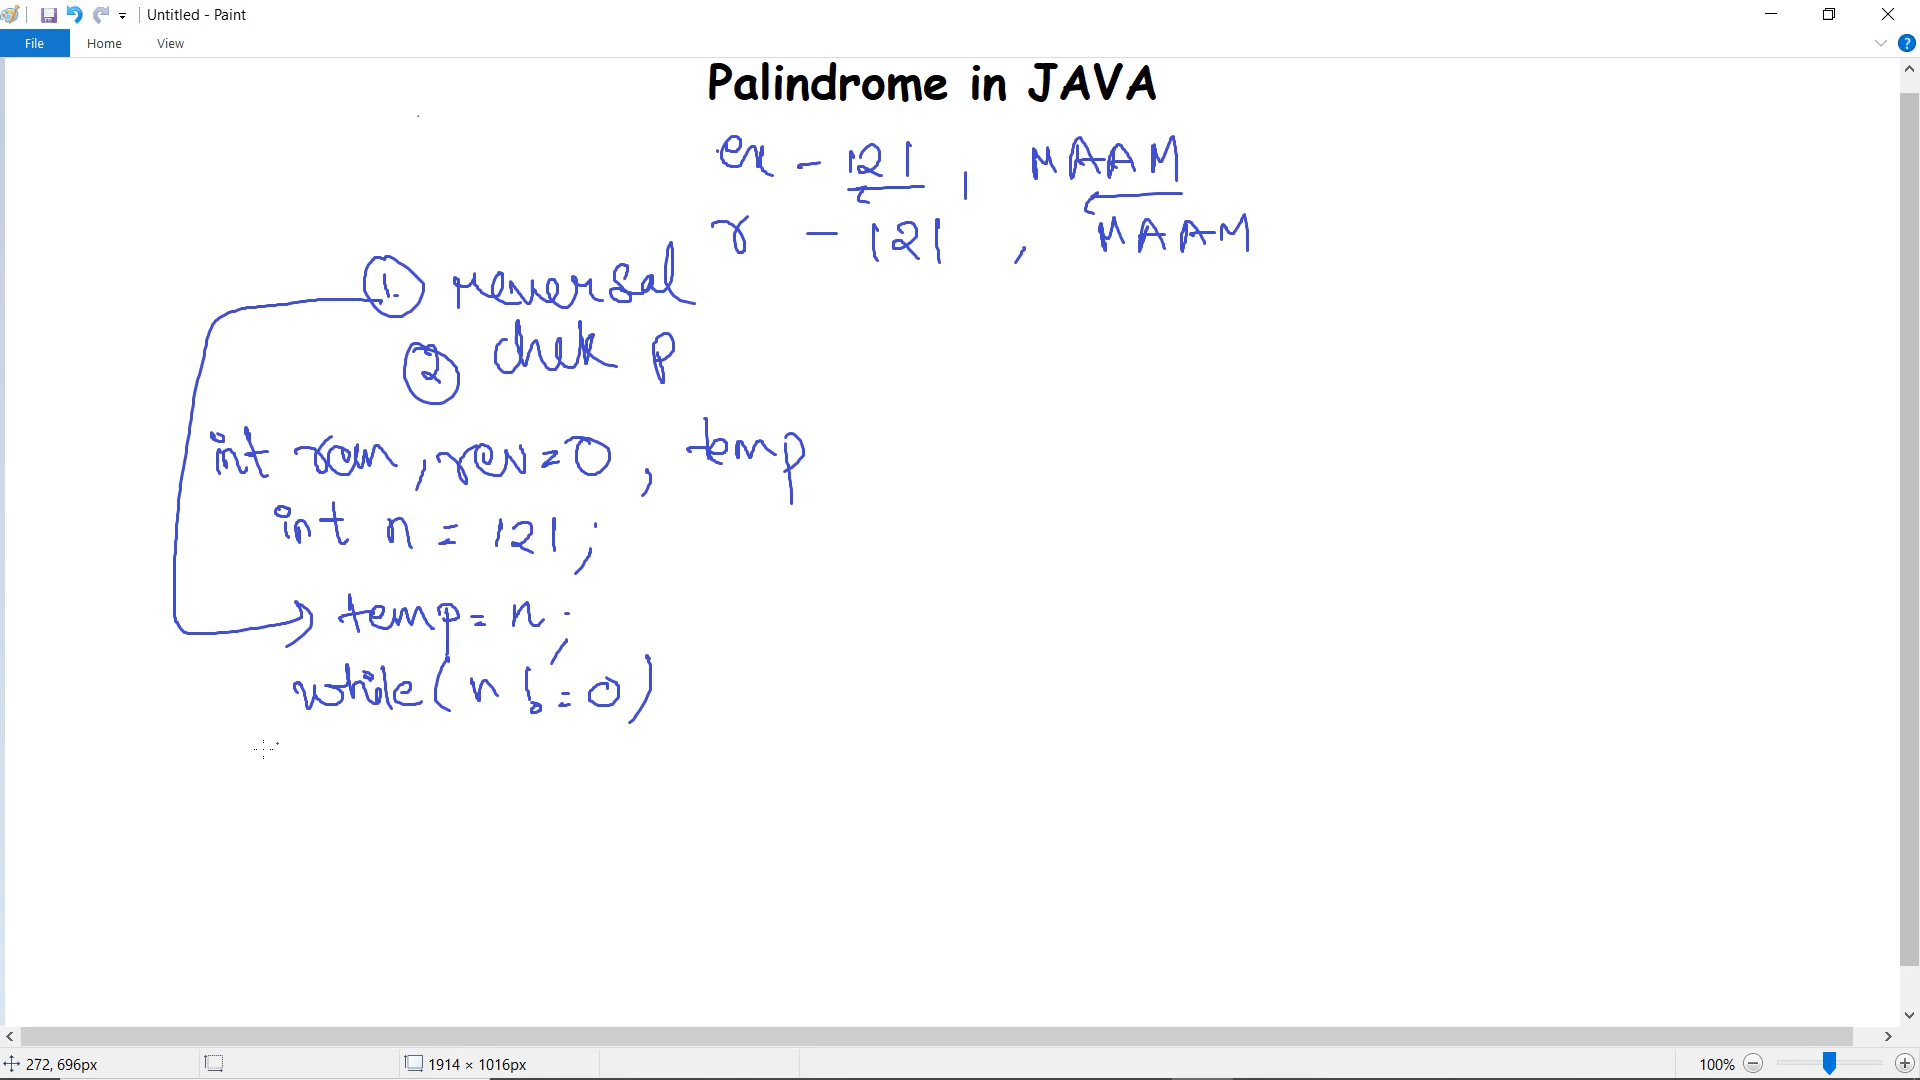 Untitled - Paint
File Home View
Palindrome in JAVA
ex - 121, MAAM
r - 121, MAAM
1. reversal
2 chek p
int rem, rev=0, temp
int n = 121;
temp = n;
while(n != 0)
272, 696px 1914 × 1016px 100%